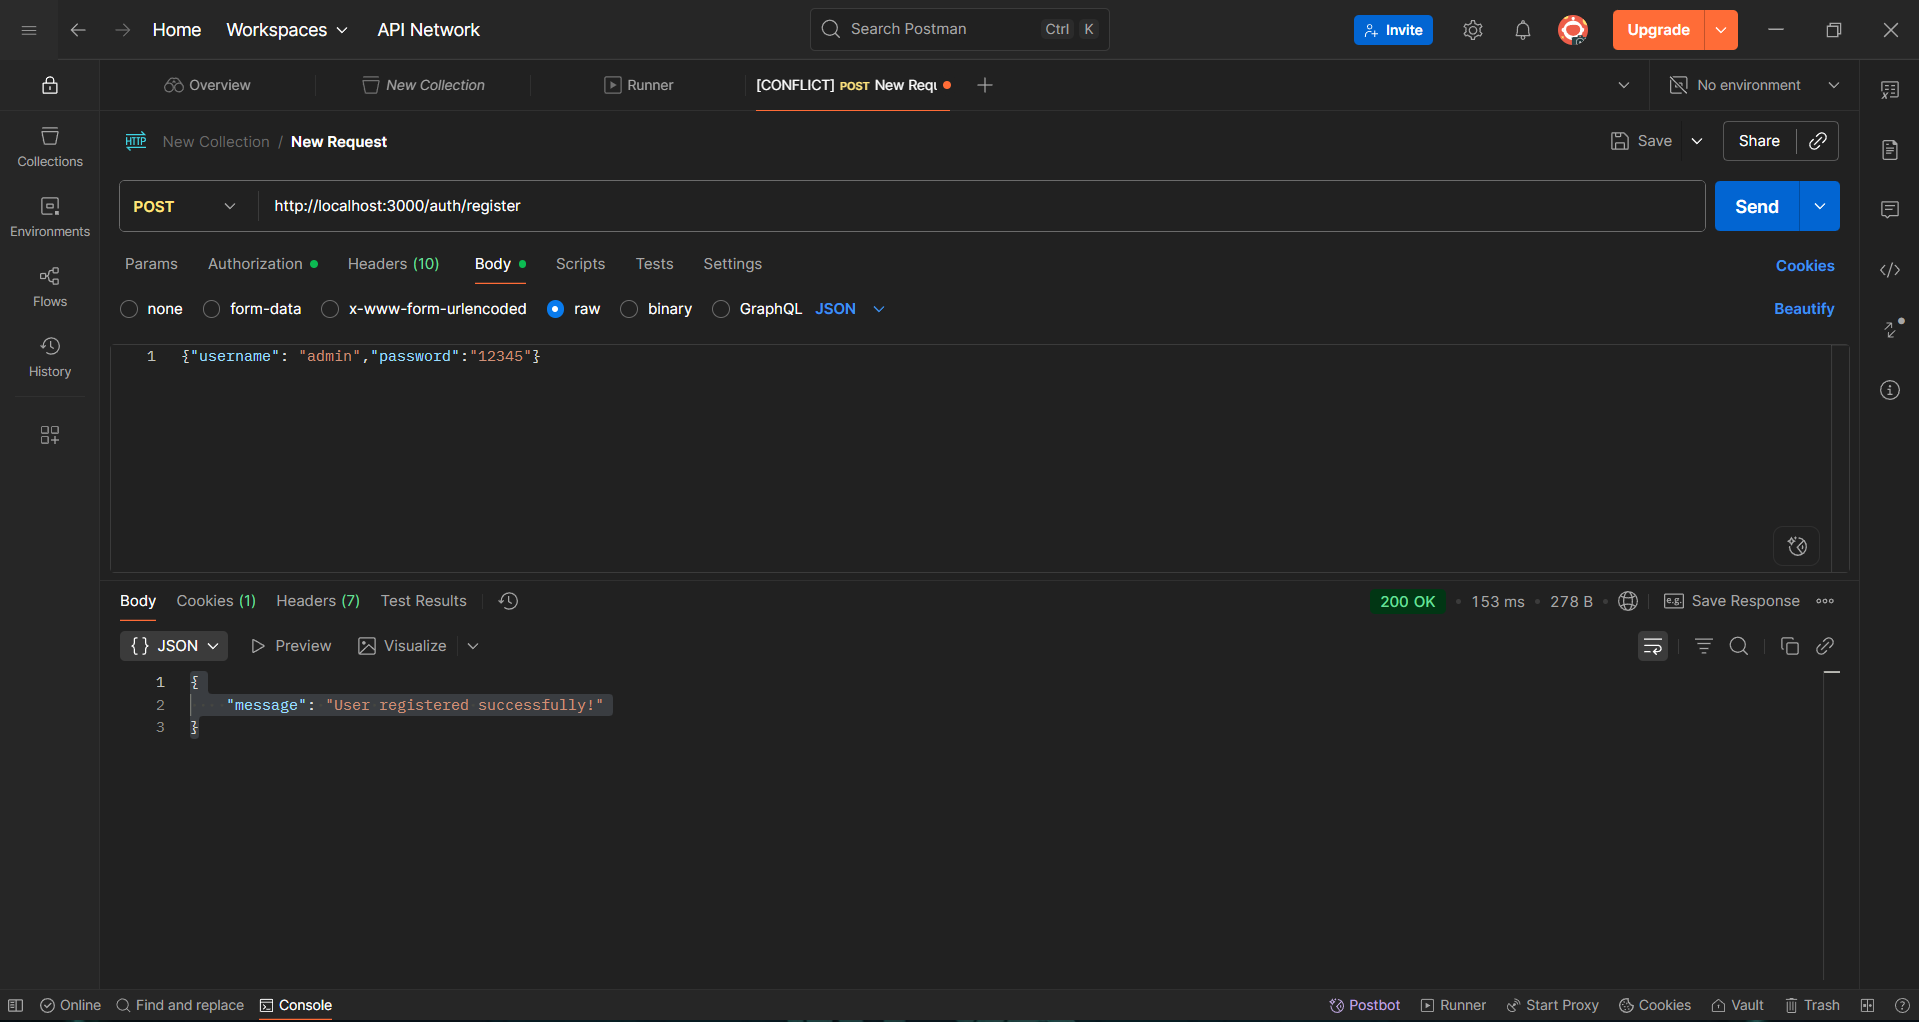 Home Workspaces API Network Search Postman Ctrl K Invite Upgrade
Overview New Collection Runner [CONFLICT] POST New Requ No environment
HTTP New Collection / New Request Save Share
POST http://localhost:3000/auth/register Send
Params Authorization Headers (10) Body Scripts Tests Settings Cookies
none form-data x-www-form-urlencoded raw binary GraphQL JSON Beautify
1 {"username": "admin","password":"12345"}
Collections
Environments
Flows
History
Body Cookies (1) Headers (7) Test Results 200 OK • 153 ms • 278 B • e.g. Save Response
{} JSON Preview Visualize
1 {
2 "message": "User registered successfully!"
3 }
Online Find and replace Console Postbot Runner Start Proxy Cookies Vault Trash